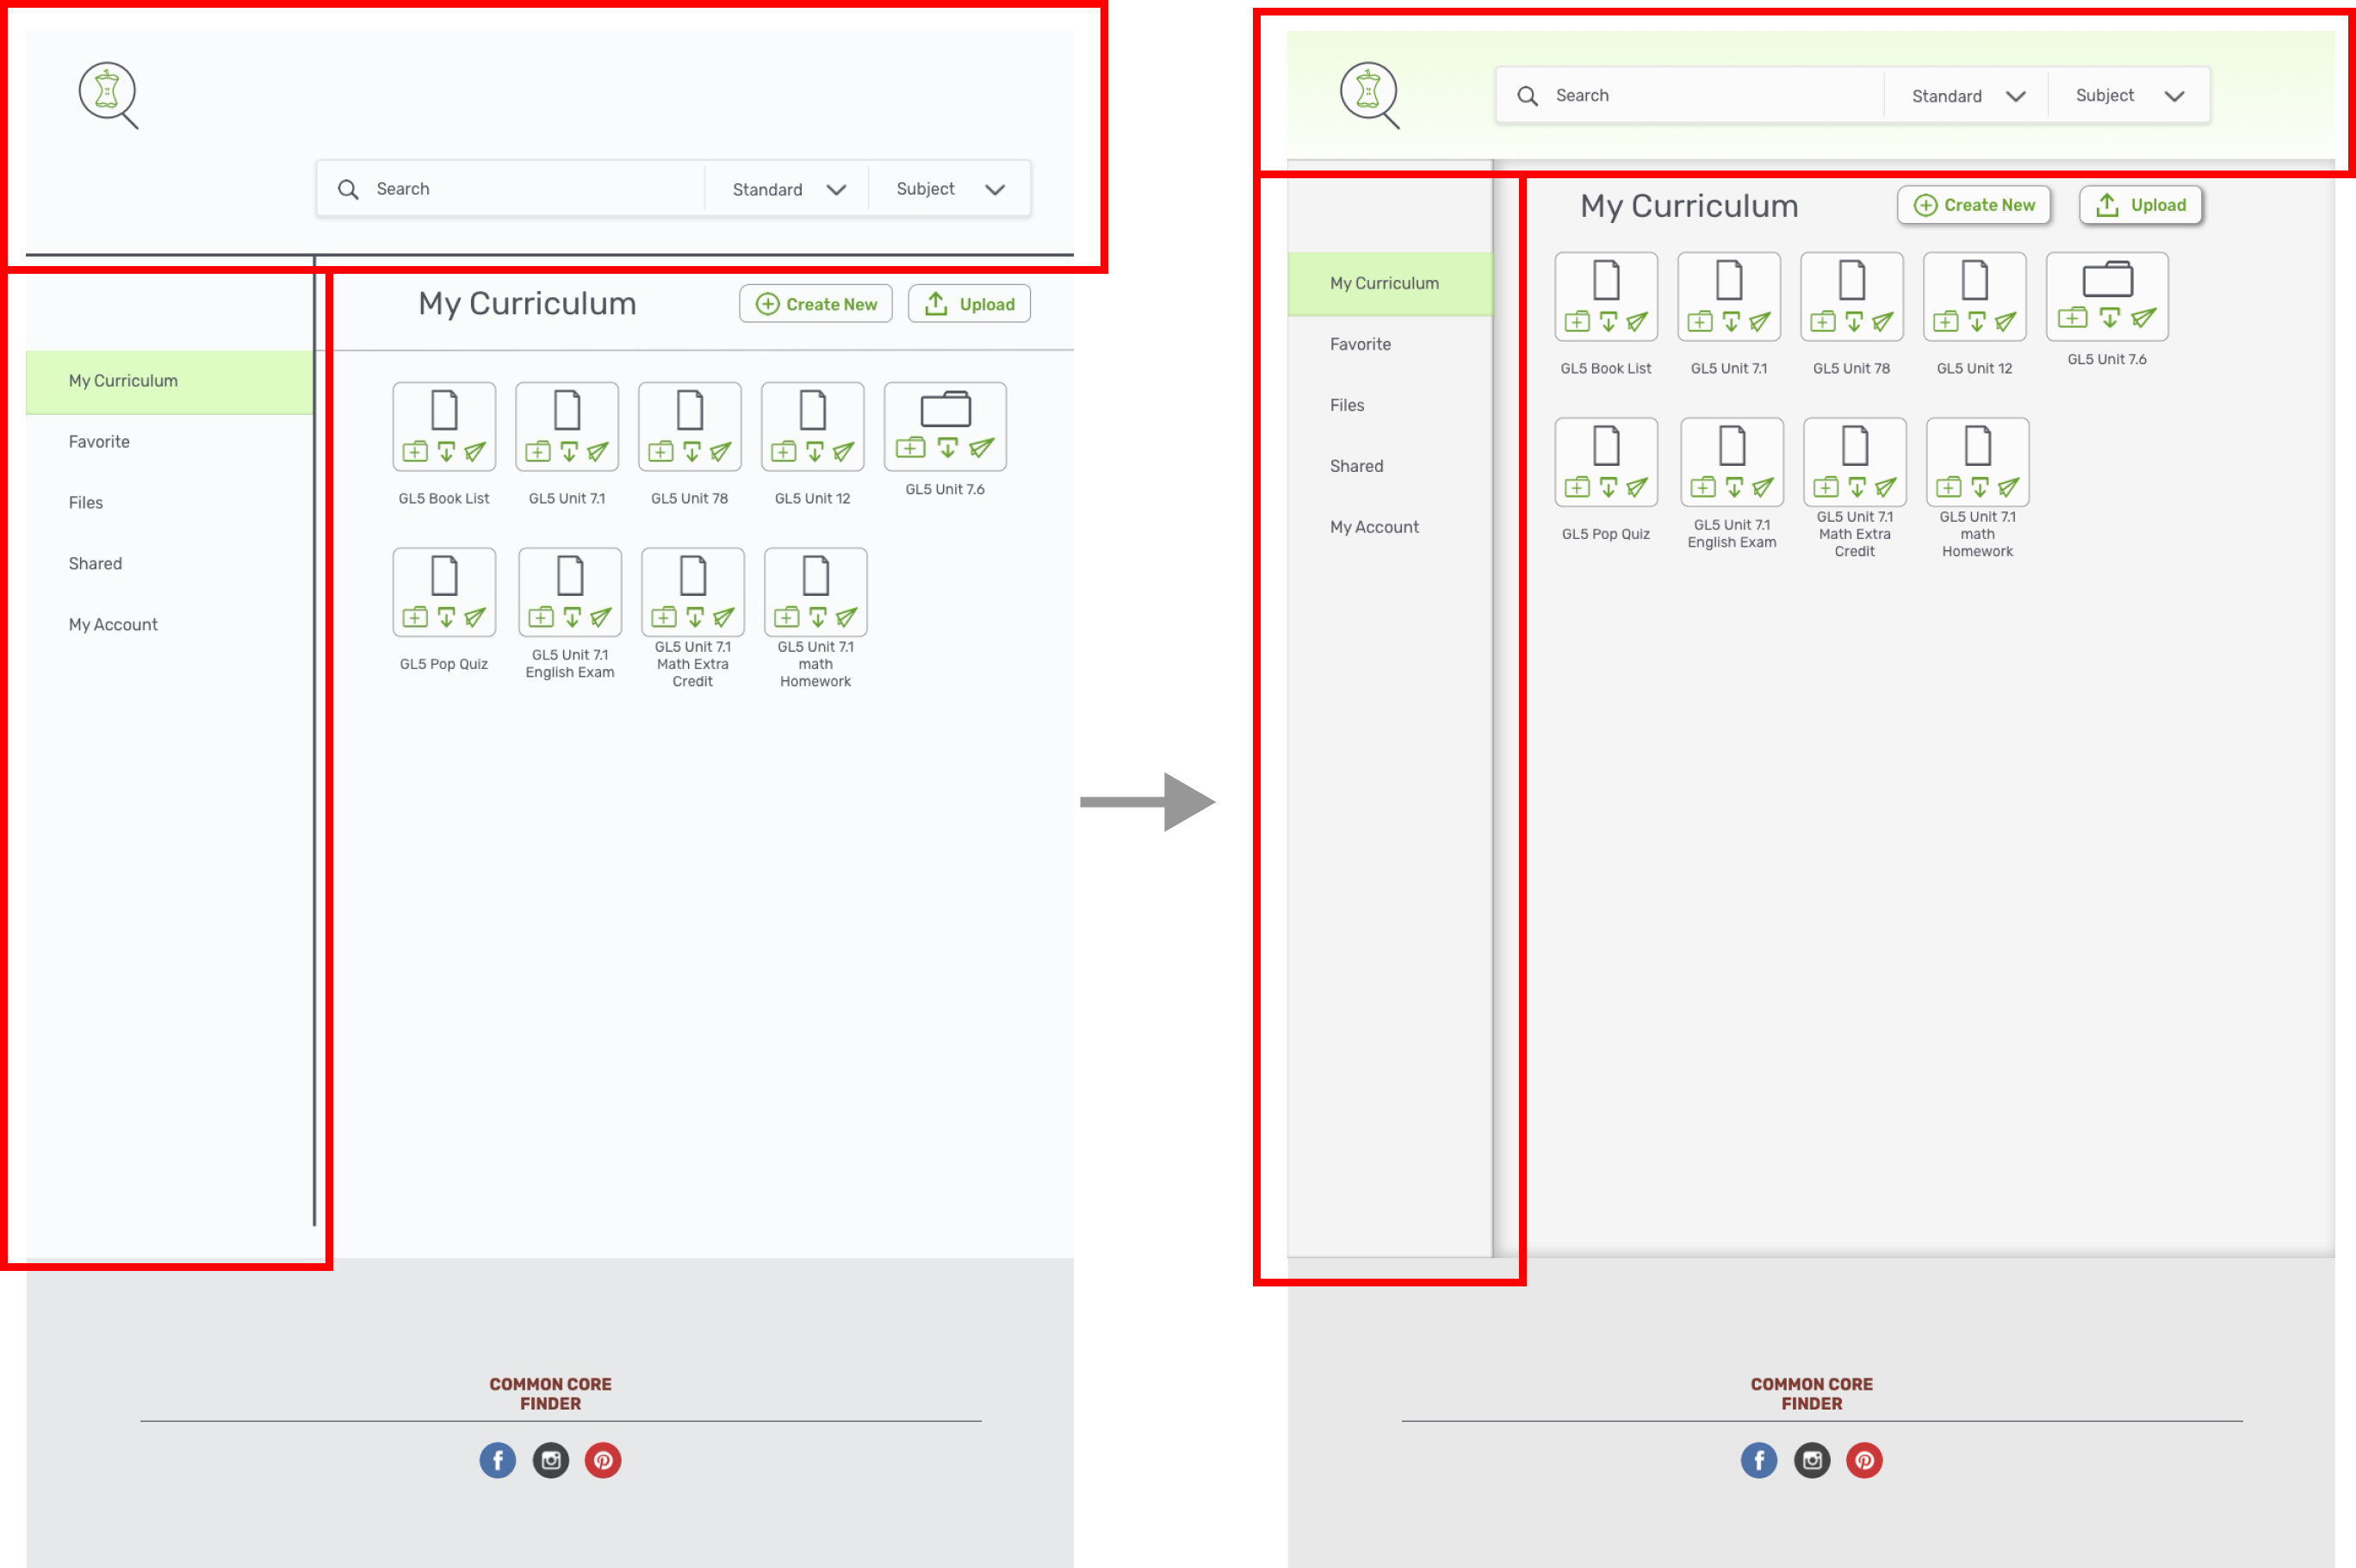 Search Standard Subject
My Curriculum Create New Upload
My Curriculum
Favorite
Files
Shared
My Account
GL5 Book List
GL5 Unit 7.1
GL5 Unit 78
GL5 Unit 12
GL5 Unit 7.6
GL5 Pop Quiz
GL5 Unit 7.1
English Exam
GL5 Unit 7.1
Math Extra
Credit
GL5 Unit 7.1
math
Homework
COMMON CORE
FINDER
Search Standard Subject
My Curriculum Create New Upload
My Curriculum
Favorite
Files
Shared
My Account
GL5 Book List
GL5 Unit 7.1
GL5 Unit 78
GL5 Unit 12
GL5 Unit 7.6
GL5 Pop Quiz
GL5 Unit 7.1
English Exam
GL5 Unit 7.1
Math Extra
Credit
GL5 Unit 7.1
math
Homework
COMMON CORE
FINDER